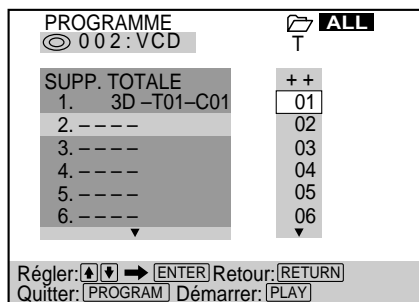 PROGRAMME ALL
002:VCD T
SUPP. TOTALE ++
1. 3D –T01–C01 01
2. – – – – 02
3. – – – – 03
4. – – – – 04
5. – – – – 05
6. – – – – 06
Régler: ENTER Retour: RETURN
Quitter: PROGRAM Démarrer: PLAY